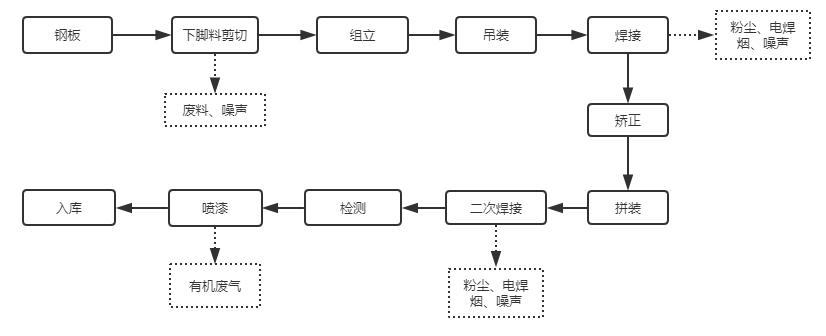 钢板
下脚料剪切
组立
吊装
焊接
粉尘、电焊
烟、噪声
废料、噪声
矫正
入库
喷漆
检测
二次焊接
拼装
有机废气
粉尘、电焊
烟、噪声